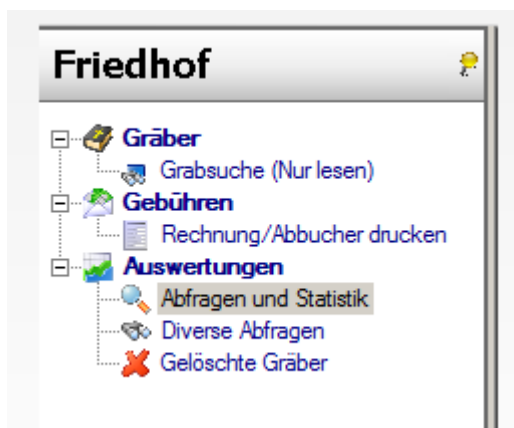 Friedhof
Gräber
Grabsuche (Nur lesen)
Gebühren
Rechnung/Abbucher drucken
Auswertungen
Abfragen und Statistik
Diverse Abfragen
Gelöschte Gräber